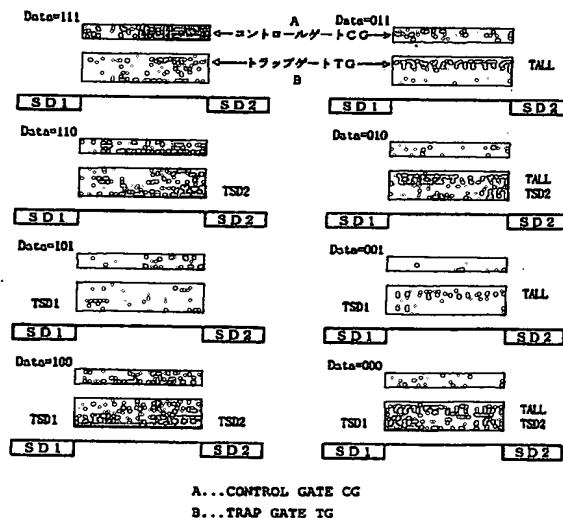 Data=111
A
コントロールゲートCG
トラップゲートTG
B
SD1 SD2
Data=011
TALL
SD1 SD2
Data=110
TSD2
SD1 SD2
Data=010
TALL
TSD2
SD1 SD2
Data=101
TSD1
SD1 SD2
Data=001
TSD1 TALL
SD1 SD2
Data=100
TSD1 TSD2
SD1 SD2
Data=000
TALL
TSD1 TSD2
SD1 SD2
A...CONTROL GATE CG
B...TRAP GATE TG